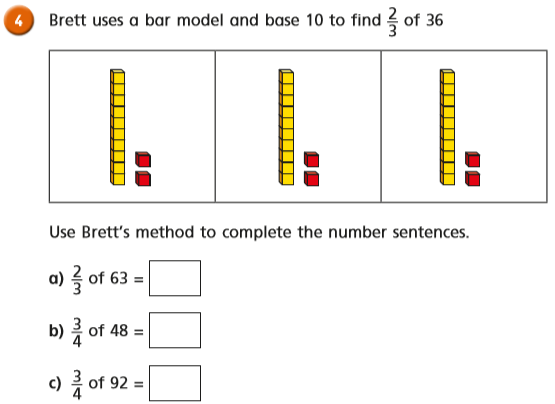 4 Brett uses a bar model and base 10 to find 2/3 of 36
Use Brett's method to complete the number sentences.
a) 2/3 of 63 =
b) 3/4 of 48 =
c) 3/4 of 92 =